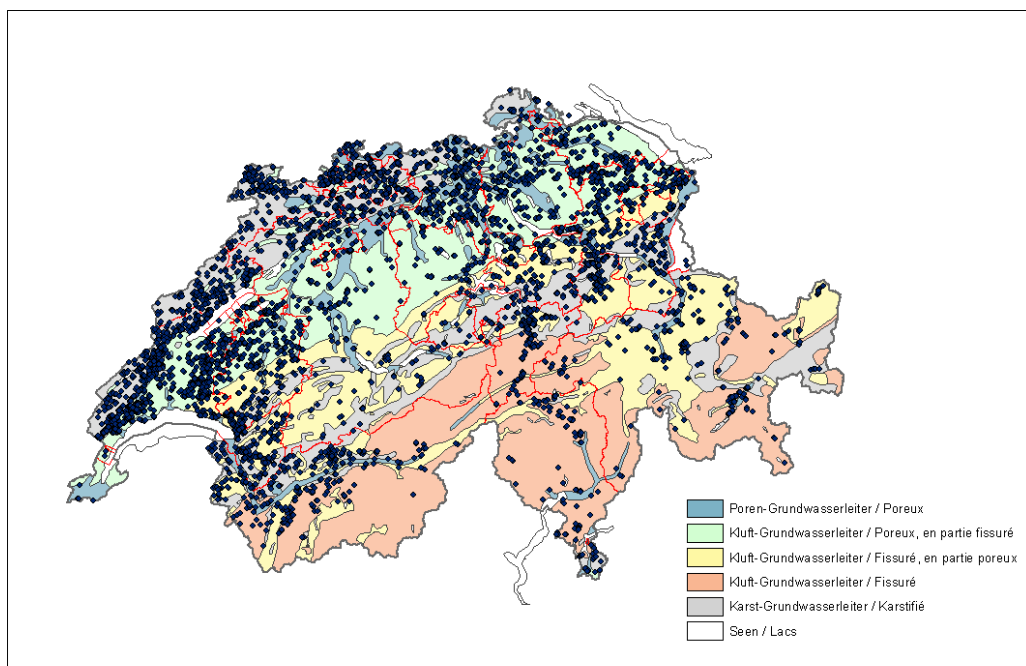 Poren-Grundwasserleiter / Poreux
Kluft-Grundwasserleiter / Poreux, en partie fissuré
Kluft-Grundwasserleiter / Fissuré, en partie poreux
Kluft-Grundwasserleiter / Fissuré
Karst-Grundwasserleiter / Karstifié
Seen / Lacs